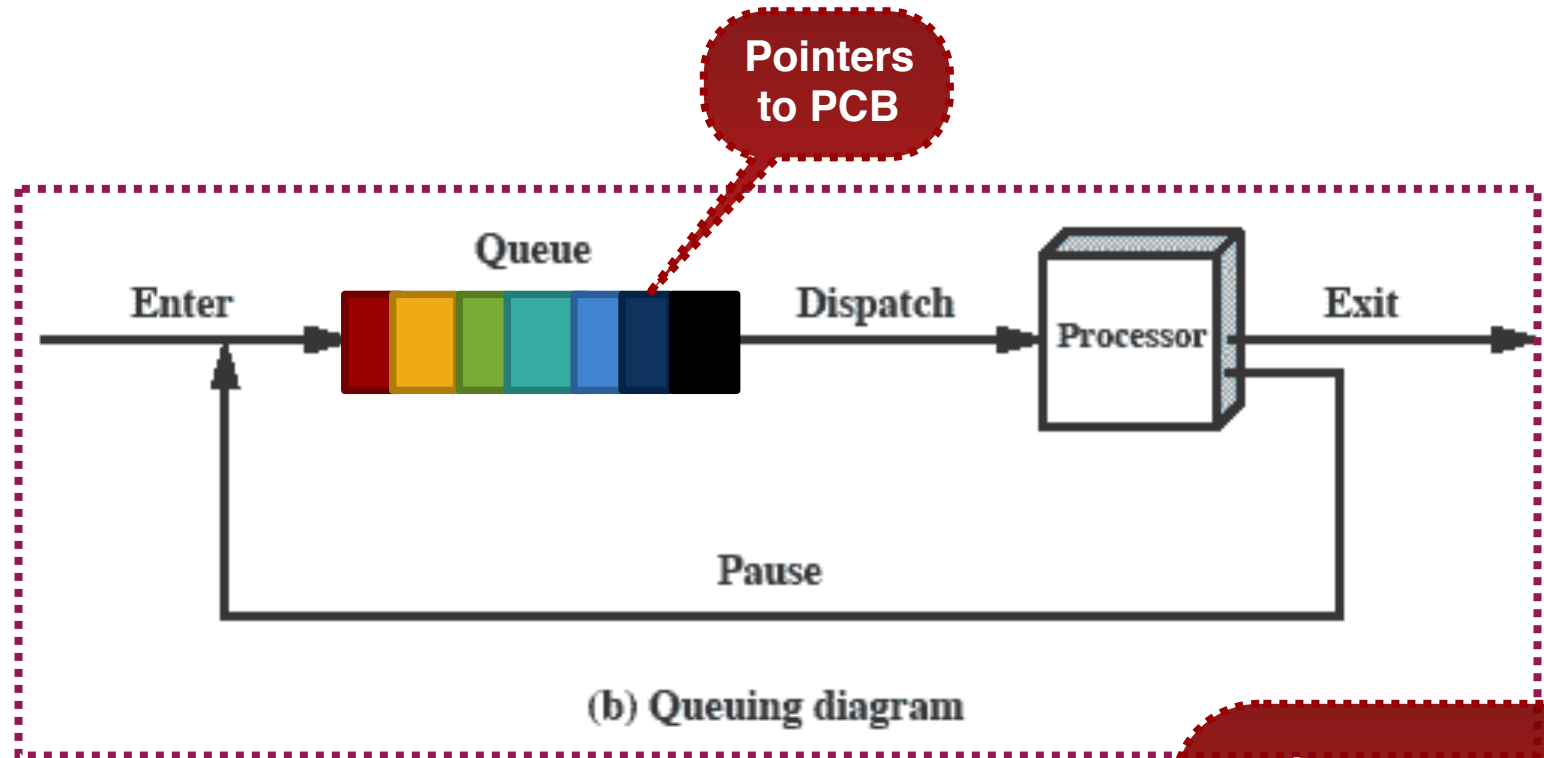 Pointers
to PCB
Queue
Enter
Dispatch
Processor
Exit
Pause
(b) Queuing diagram